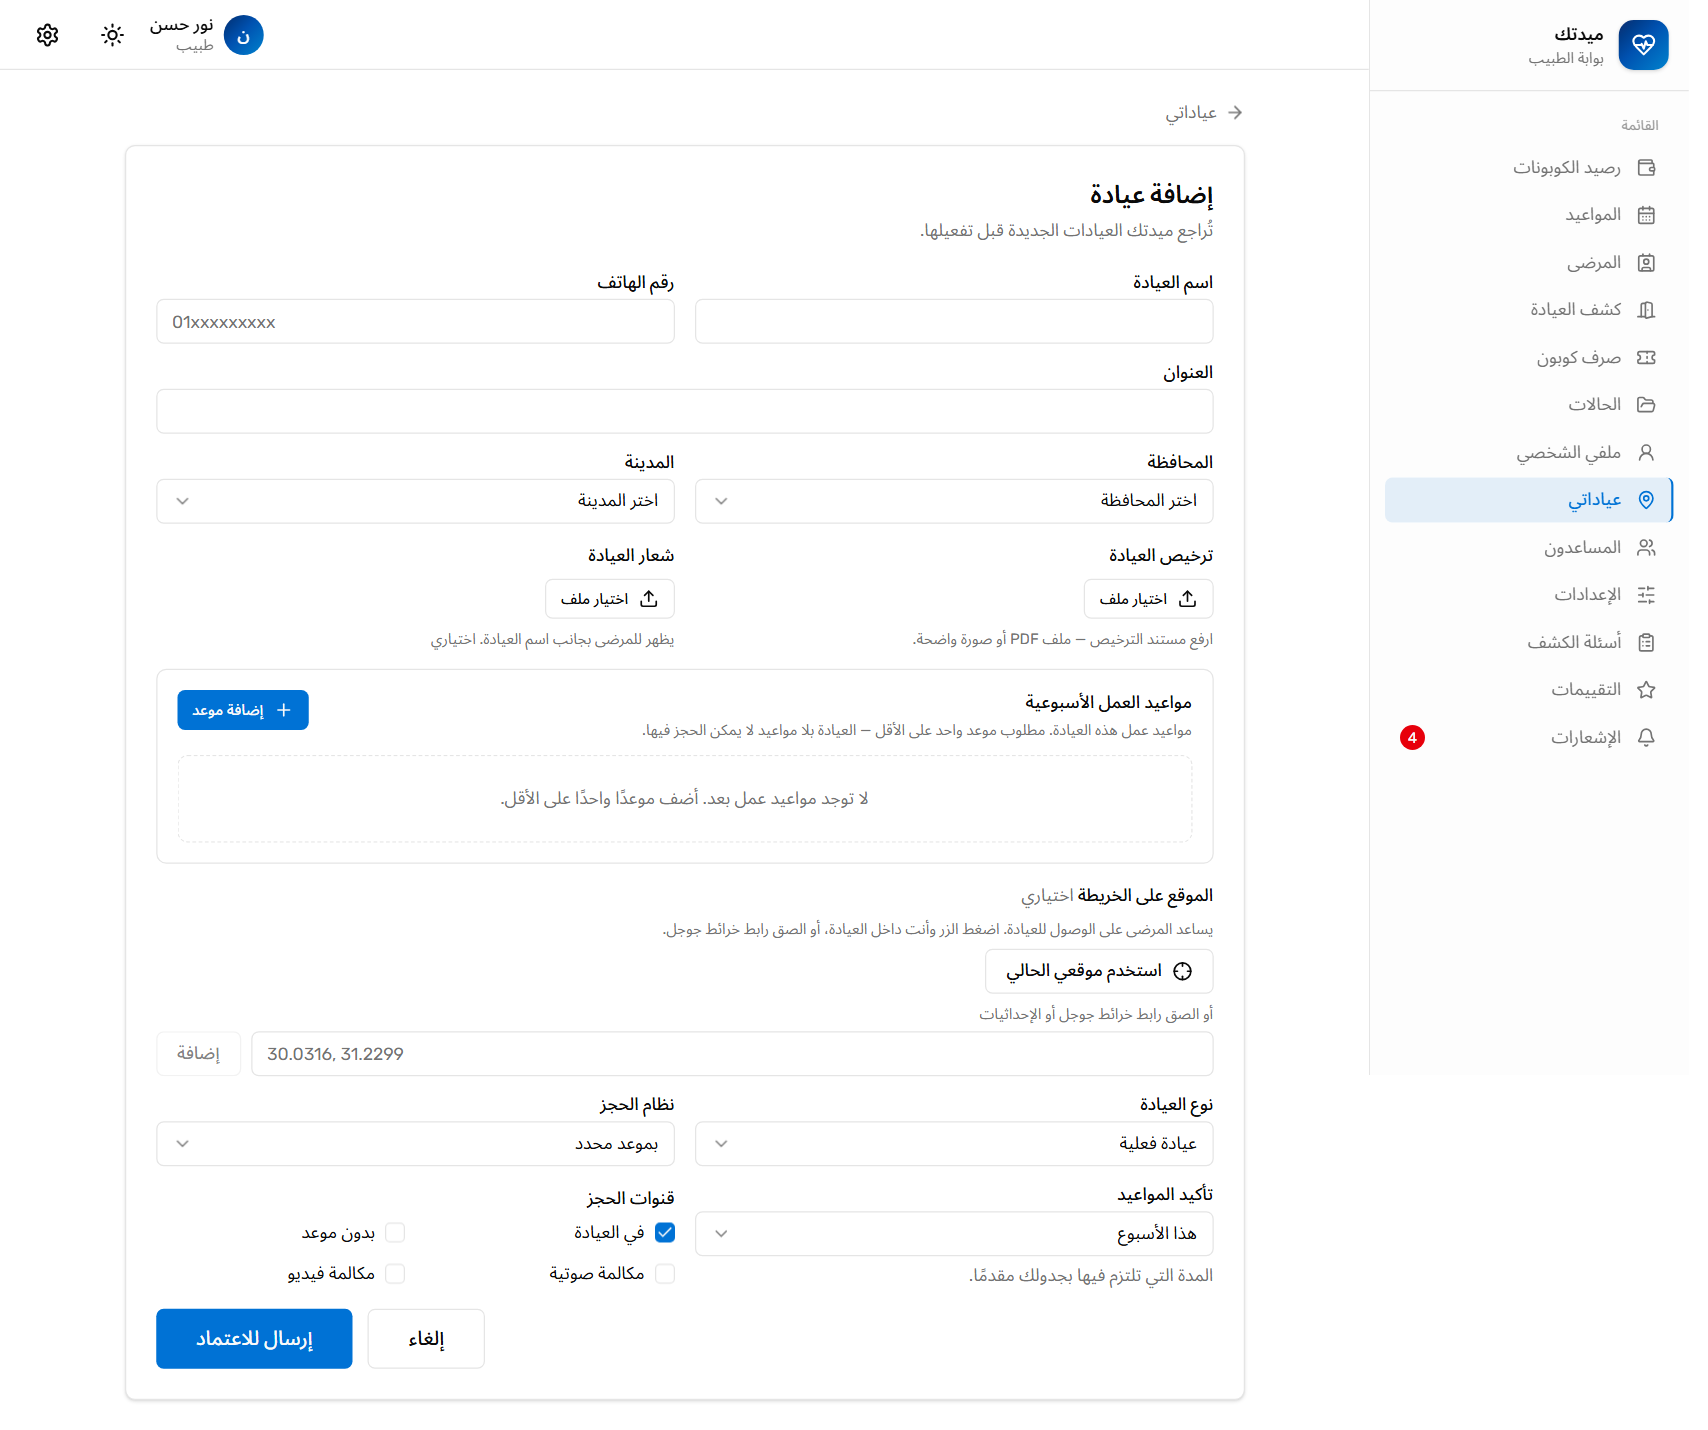 ميدتك
بوابة الطبيب
ن
نور حسن
طبيب
القائمة
رصيد الكوبونات
المواعيد
المرضى
كشف العيادة
صرف كوبون
الحالات
ملفي الشخصي
عياداتي
المساعدون
الإعدادات
أسئلة الكشف
التقييمات
الإشعارات
4
عياداتي
إضافة عيادة
تُراجع ميدتك العيادات الجديدة قبل تفعيلها.
اسم العيادة
رقم الهاتف
01xxxxxxxxx
العنوان
المحافظة
المدينة
اختر المحافظة
اختر المدينة
ترخيص العيادة
شعار العيادة
اختيار ملف
اختيار ملف
ارفع مستند الترخيص – ملف PDF أو صورة واضحة.
يظهر للمرضى بجانب اسم العيادة. اختياري
مواعيد العمل الأسبوعية
إضافة موعد
مواعيد عمل هذه العيادة. مطلوب موعد واحد على الأقل – العيادة بلا مواعيد لا يمكن الحجز فيها.
لا توجد مواعيد عمل بعد. أضف موعدًا واحدًا على الأقل.
الموقع على الخريطة اختياري
يساعد المرضى على الوصول للعيادة. اضغط الزر وأنت داخل العيادة، أو الصق رابط خرائط جوجل.
استخدم موقعي الحالي
أو الصق رابط خرائط جوجل أو الإحداثيات
30.0316, 31.2299
إضافة
نوع العيادة
نظام الحجز
عيادة فعلية
بموعد محدد
تأكيد المواعيد
قنوات الحجز
هذا الأسبوع
في العيادة
بدون موعد
المدة التي تلتزم فيها بجدولك مقدمًا.
مكالمة صوتية
مكالمة فيديو
إلغاء
إرسال للاعتماد